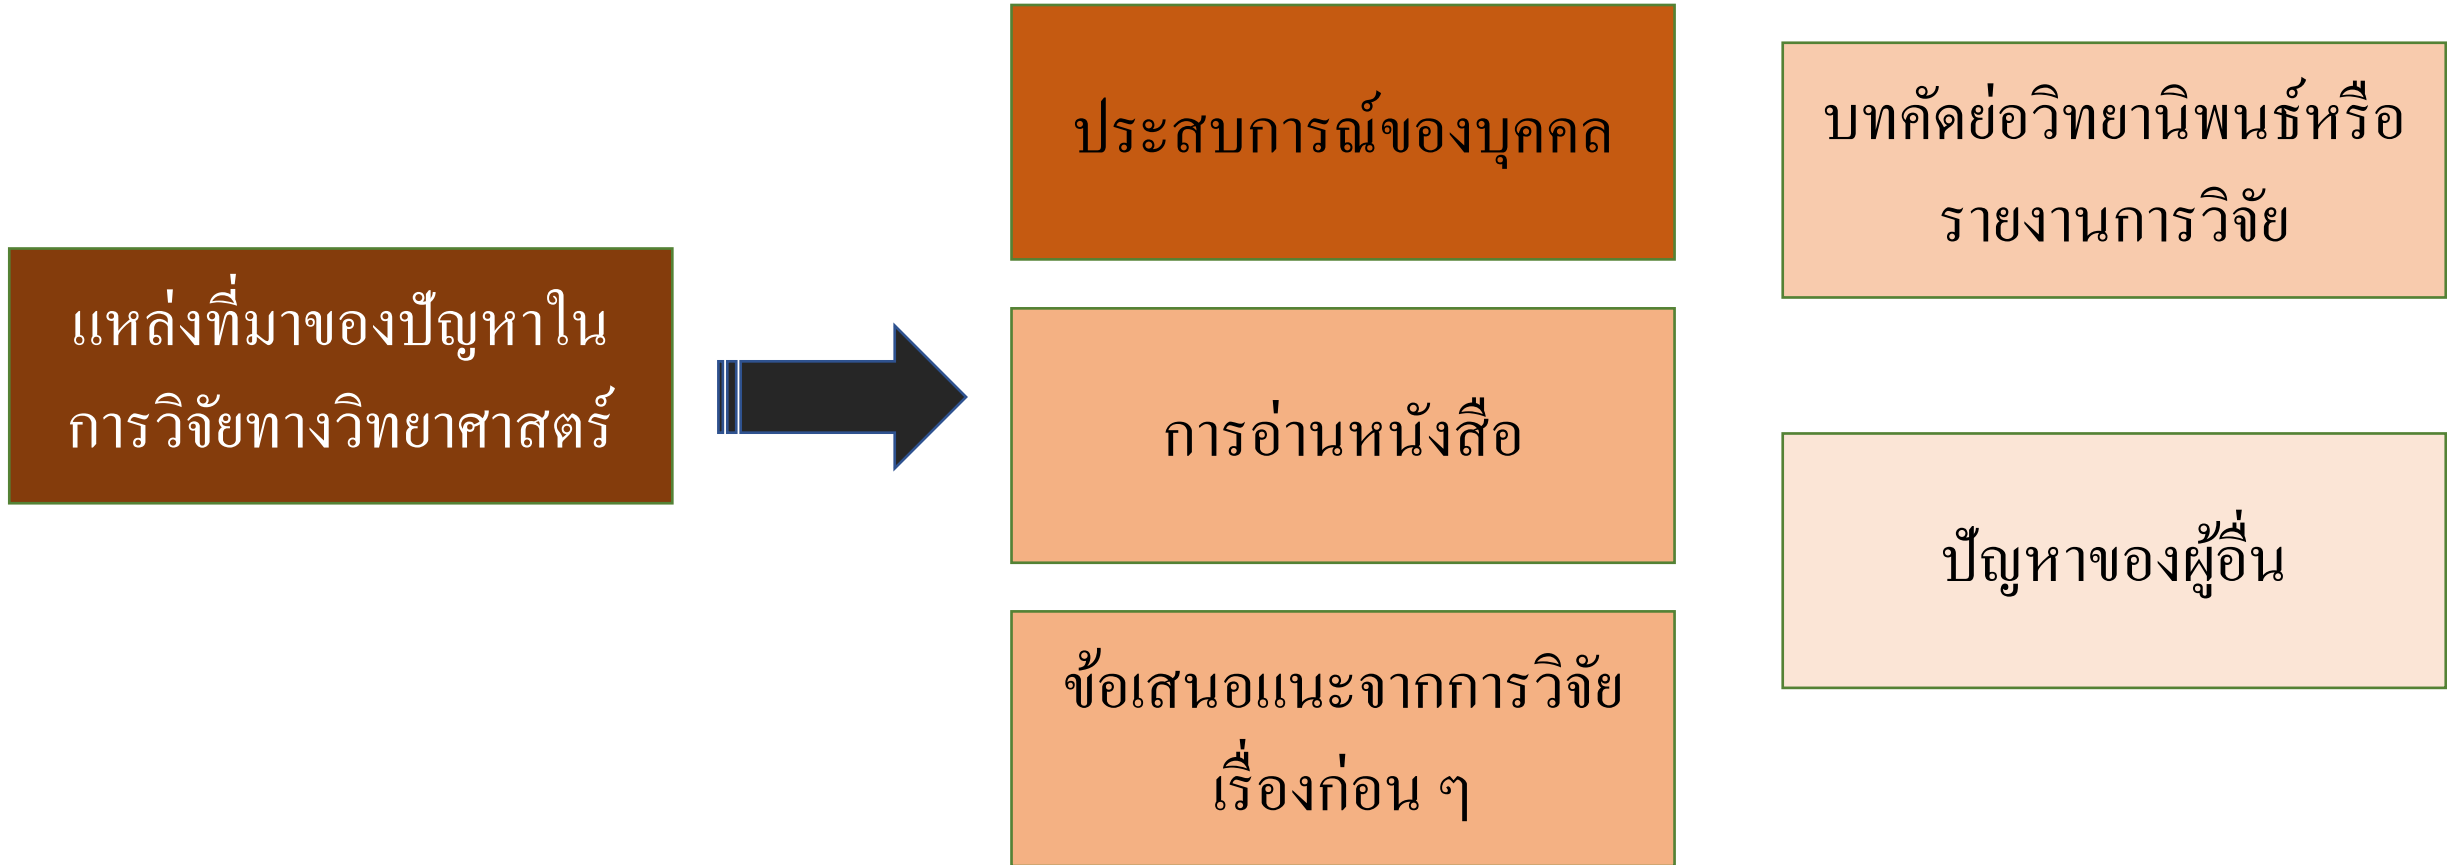 แหล่งที่มาของปัญหาใน
การวิจัยทางวิทยาศาสตร์
ประสบการณ์ของบุคคล
การอ่านหนังสือ
ข้อเสนอแนะจากการวิจัย
เรื่องก่อน ๆ
บทคัดย่อวิทยานิพนธ์หรือ
รายงานการวิจัย
ปัญหาของผู้อื่น